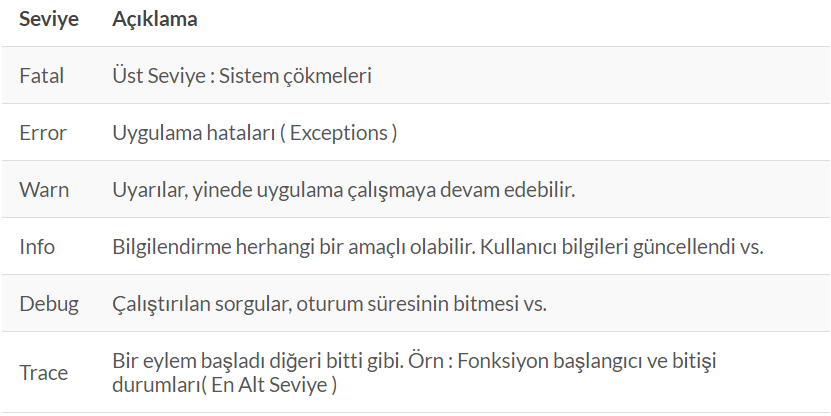 Seviye Açıklama
Fatal Üst Seviye : Sistem çökmeleri
Error Uygulama hataları ( Exceptions )
Warn Uyarılar, yinede uygulama çalışmaya devam edebilir.
Info Bilgilendirme herhangi bir amaçlı olabilir. Kullanıcı bilgileri güncellendi vs.
Debug Çalıştırılan sorgular, oturum süresinin bitmesi vs.
Trace Bir eylem başladı diğeri bitti gibi. Örn : Fonksiyon başlangıcı ve bitişi
durumları( En Alt Seviye )